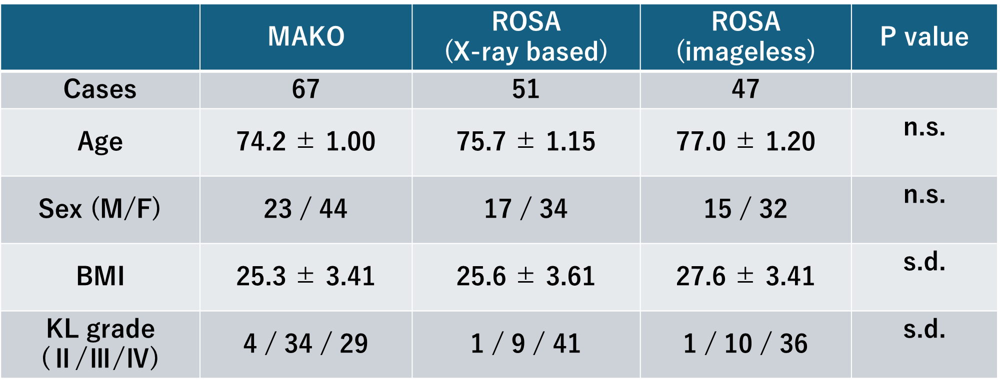 MAKO
ROSA
(X-ray based)
ROSA
(imageless)
P value
Cases
67
51
47
Age
74.2 ± 1.00
75.7 ± 1.15
77.0 ± 1.20
n.s.
Sex (M/F)
23 / 44
17 / 34
15 / 32
n.s.
BMI
25.3 ± 3.41
25.6 ± 3.61
27.6 ± 3.41
s.d.
KL grade
(Ⅱ/III/IV)
4 / 34 / 29
1 / 9 / 41
1 / 10 / 36
s.d.